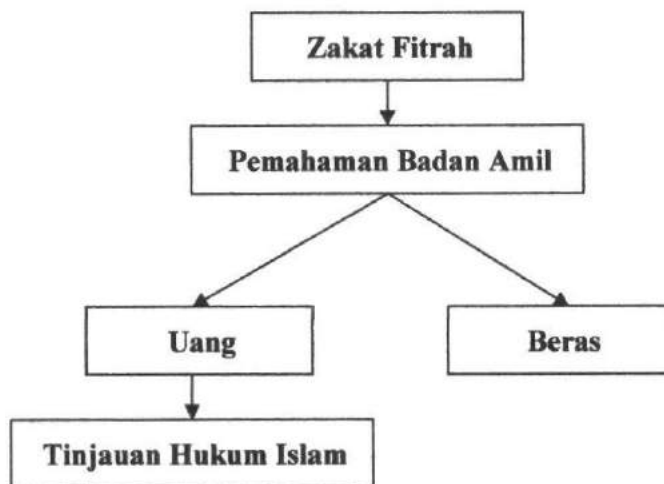 Zakat Fitrah
Pemahaman Badan Amil
Uang
Beras
Tinjauan Hukum Islam